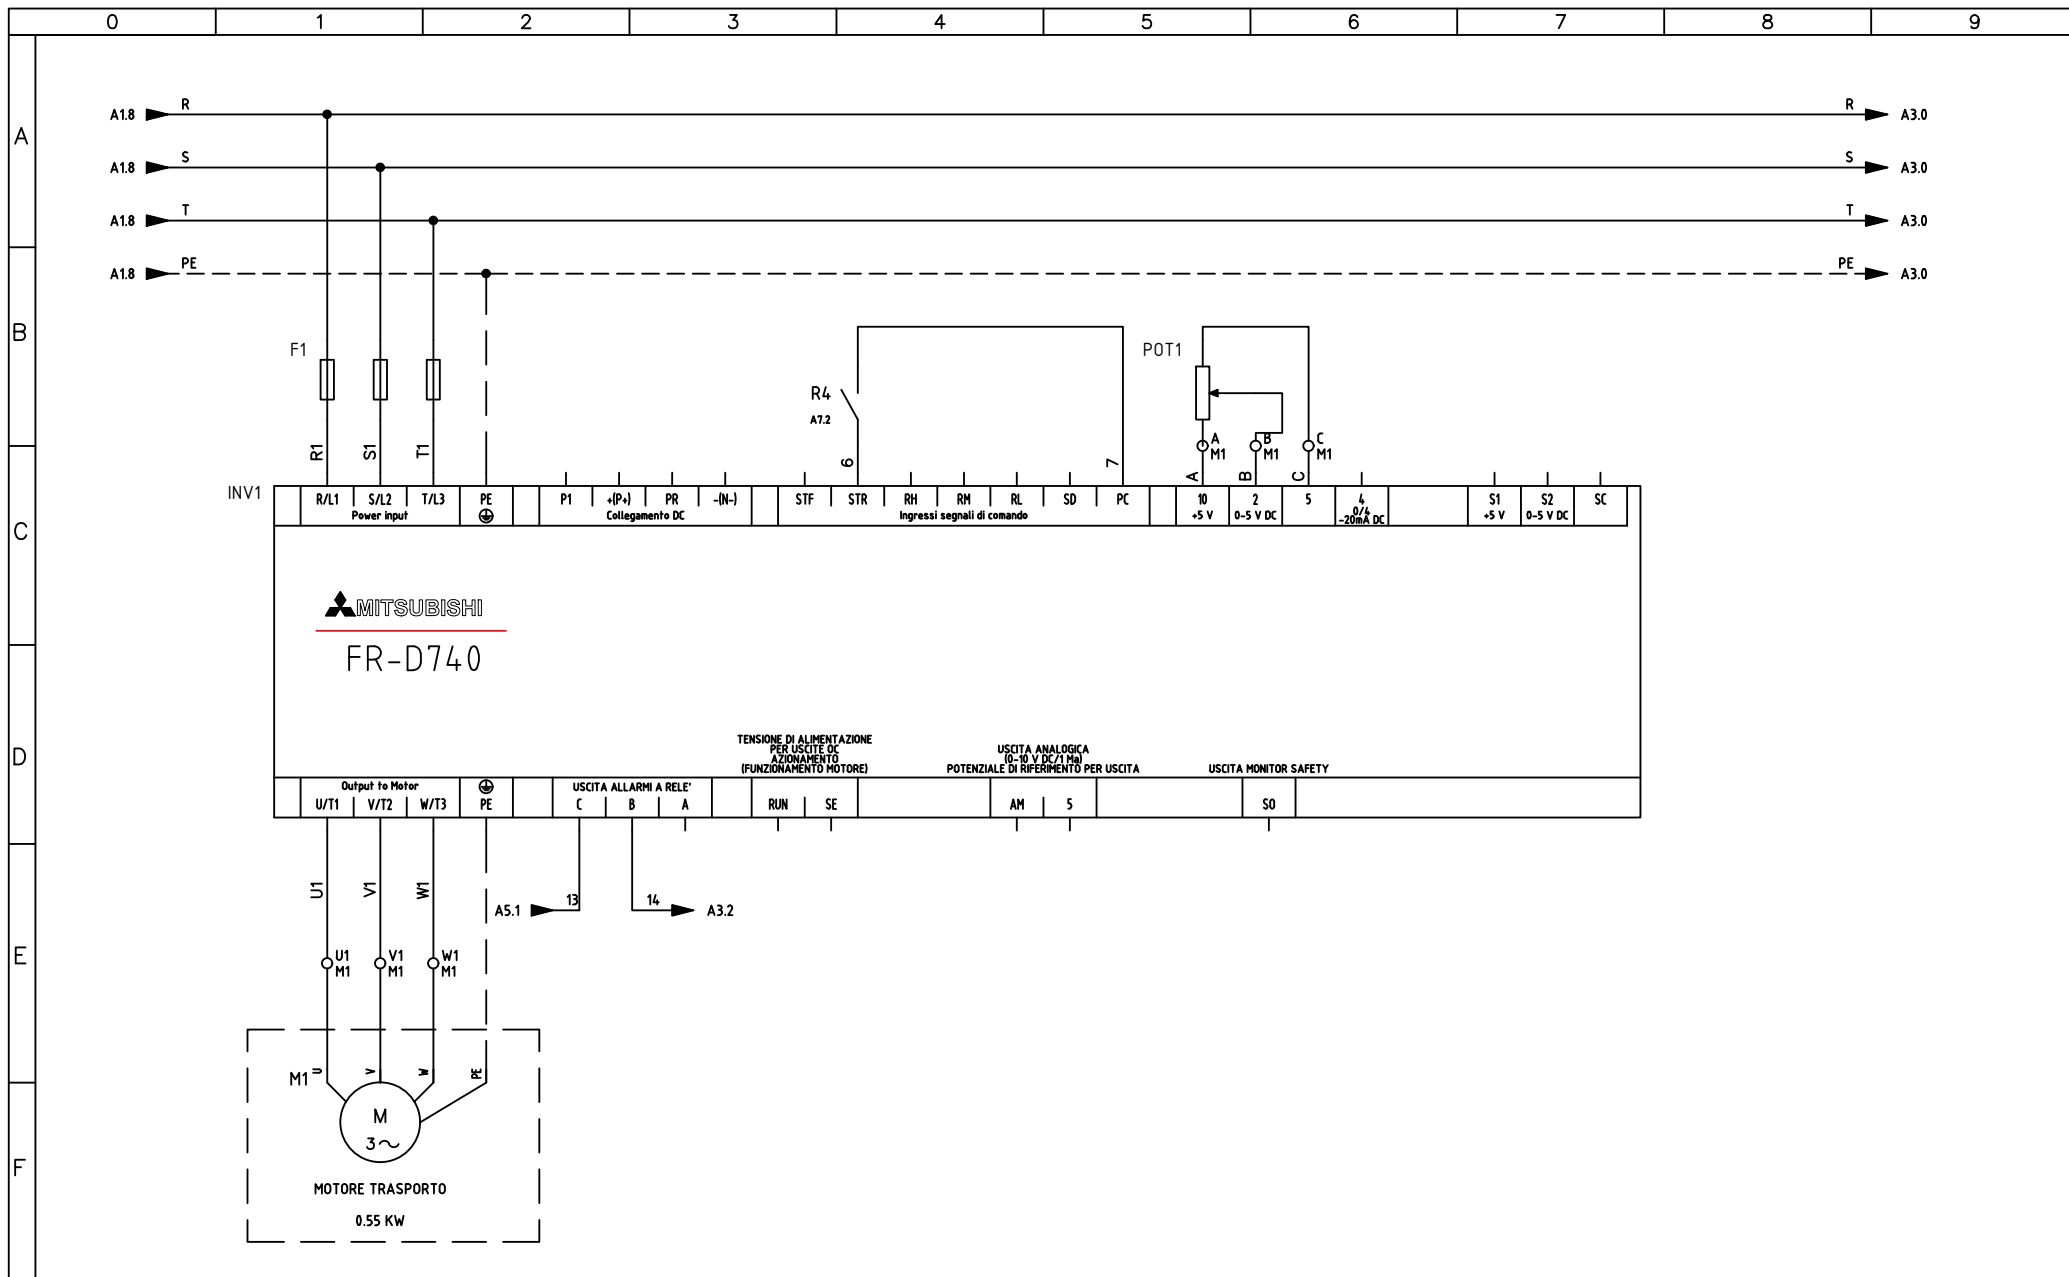 0 1 2 3 4 5 6 7 8 9
A
A1.8 R R A3.0
A1.8 S S A3.0
A1.8 T T A3.0
A1.8 PE PE A3.0
B
F1
POT1
R4
A7.2
R1 S1 T1 6 7
A B C
M1 M1 M1
A B C
INV1
R/L1 S/L2 T/L3 PE P1 +(P+) PR -(N-) STF STR RH RM RL SD PC 10 2 5 4 S1 S2 SC
Power input Collegamento DC Ingressi segnali di comando +5 V 0-5 V DC 0/4 +5 V 0-5 V DC
-20mA DC
C
MITSUBISHI
FR-D740
D
TENSIONE DI ALIMENTAZIONE
PER USCITE OC
AZIONAMENTO
(FUNZIONAMENTO MOTORE)
USCITA ANALOGICA
(0-10 V DC/1 Ma)
POTENZIALE DI RIFERIMENTO PER USCITA
USCITA MONITOR SAFETY
Output to Motor USCITA ALLARMI A RELE'
U/T1 V/T2 W/T3 PE C B A RUN SE AM 5 SO
U1 V1 W1
A5.1 13 14 A3.2
E
U1 V1 W1
M1 M1 M1
M1 U V W PE
M
3~
F
MOTORE TRASPORTO
0.55 KW